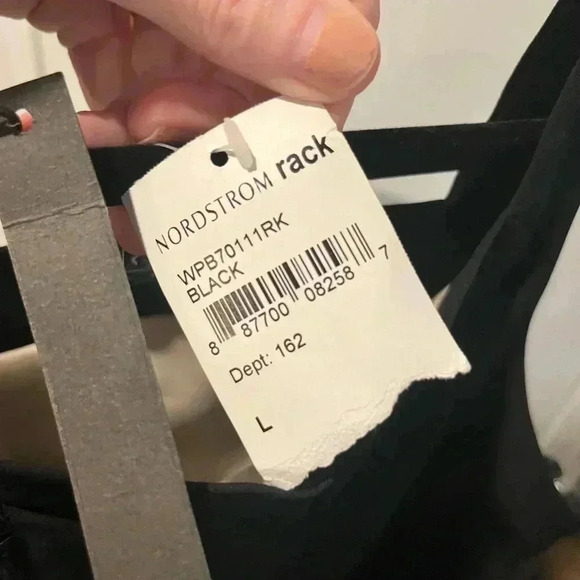 NORDSTROM rack
WPB70111RK
BLACK
8 87700 08258 7
Dept: 162
L